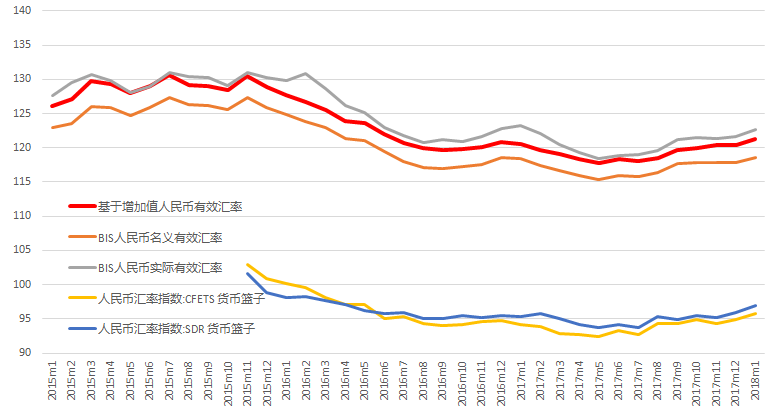 140
135
130
125
120
115
110
105
100
95
90
基于增加值人民币有效汇率
BIS人民币名义有效汇率
BIS人民币实际有效汇率
人民币汇率指数:CFETS 货币篮子
人民币汇率指数:SDR 货币篮子
2015m1
2015m2
2015m3
2015m4
2015m5
2015m6
2015m7
2015m8
2015m9
2015m10
2015m11
2015m12
2016m1
2016m2
2016m3
2016m4
2016m5
2016m6
2016m7
2016m8
2016m9
2016m10
2016m11
2016m12
2017m1
2017m2
2017m3
2017m4
2017m5
2017m6
2017m7
2017m8
2017m9
2017m10
2017m11
2017m12
2018m1